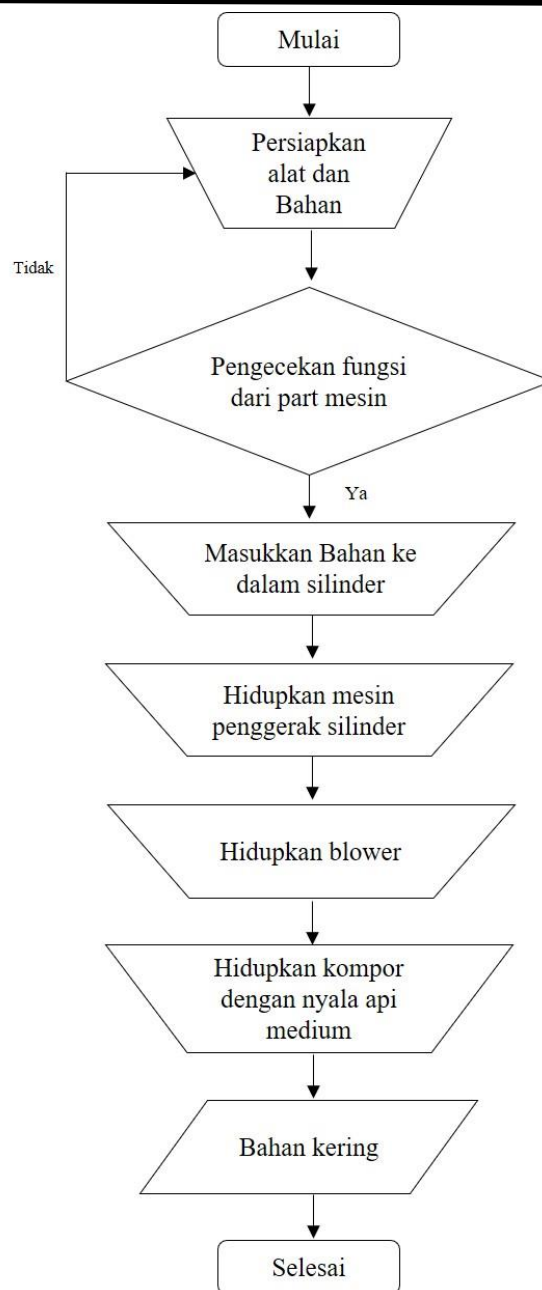 Mulai
Persiapkan
alat dan
Bahan
Tidak
Pengecekan fungsi
dari part mesin
Ya
Masukkan Bahan ke
dalam silinder
Hidupkan mesin
penggerak silinder
Hidupkan blower
Hidupkan kompor
dengan nyala api
medium
Bahan kering
Selesai